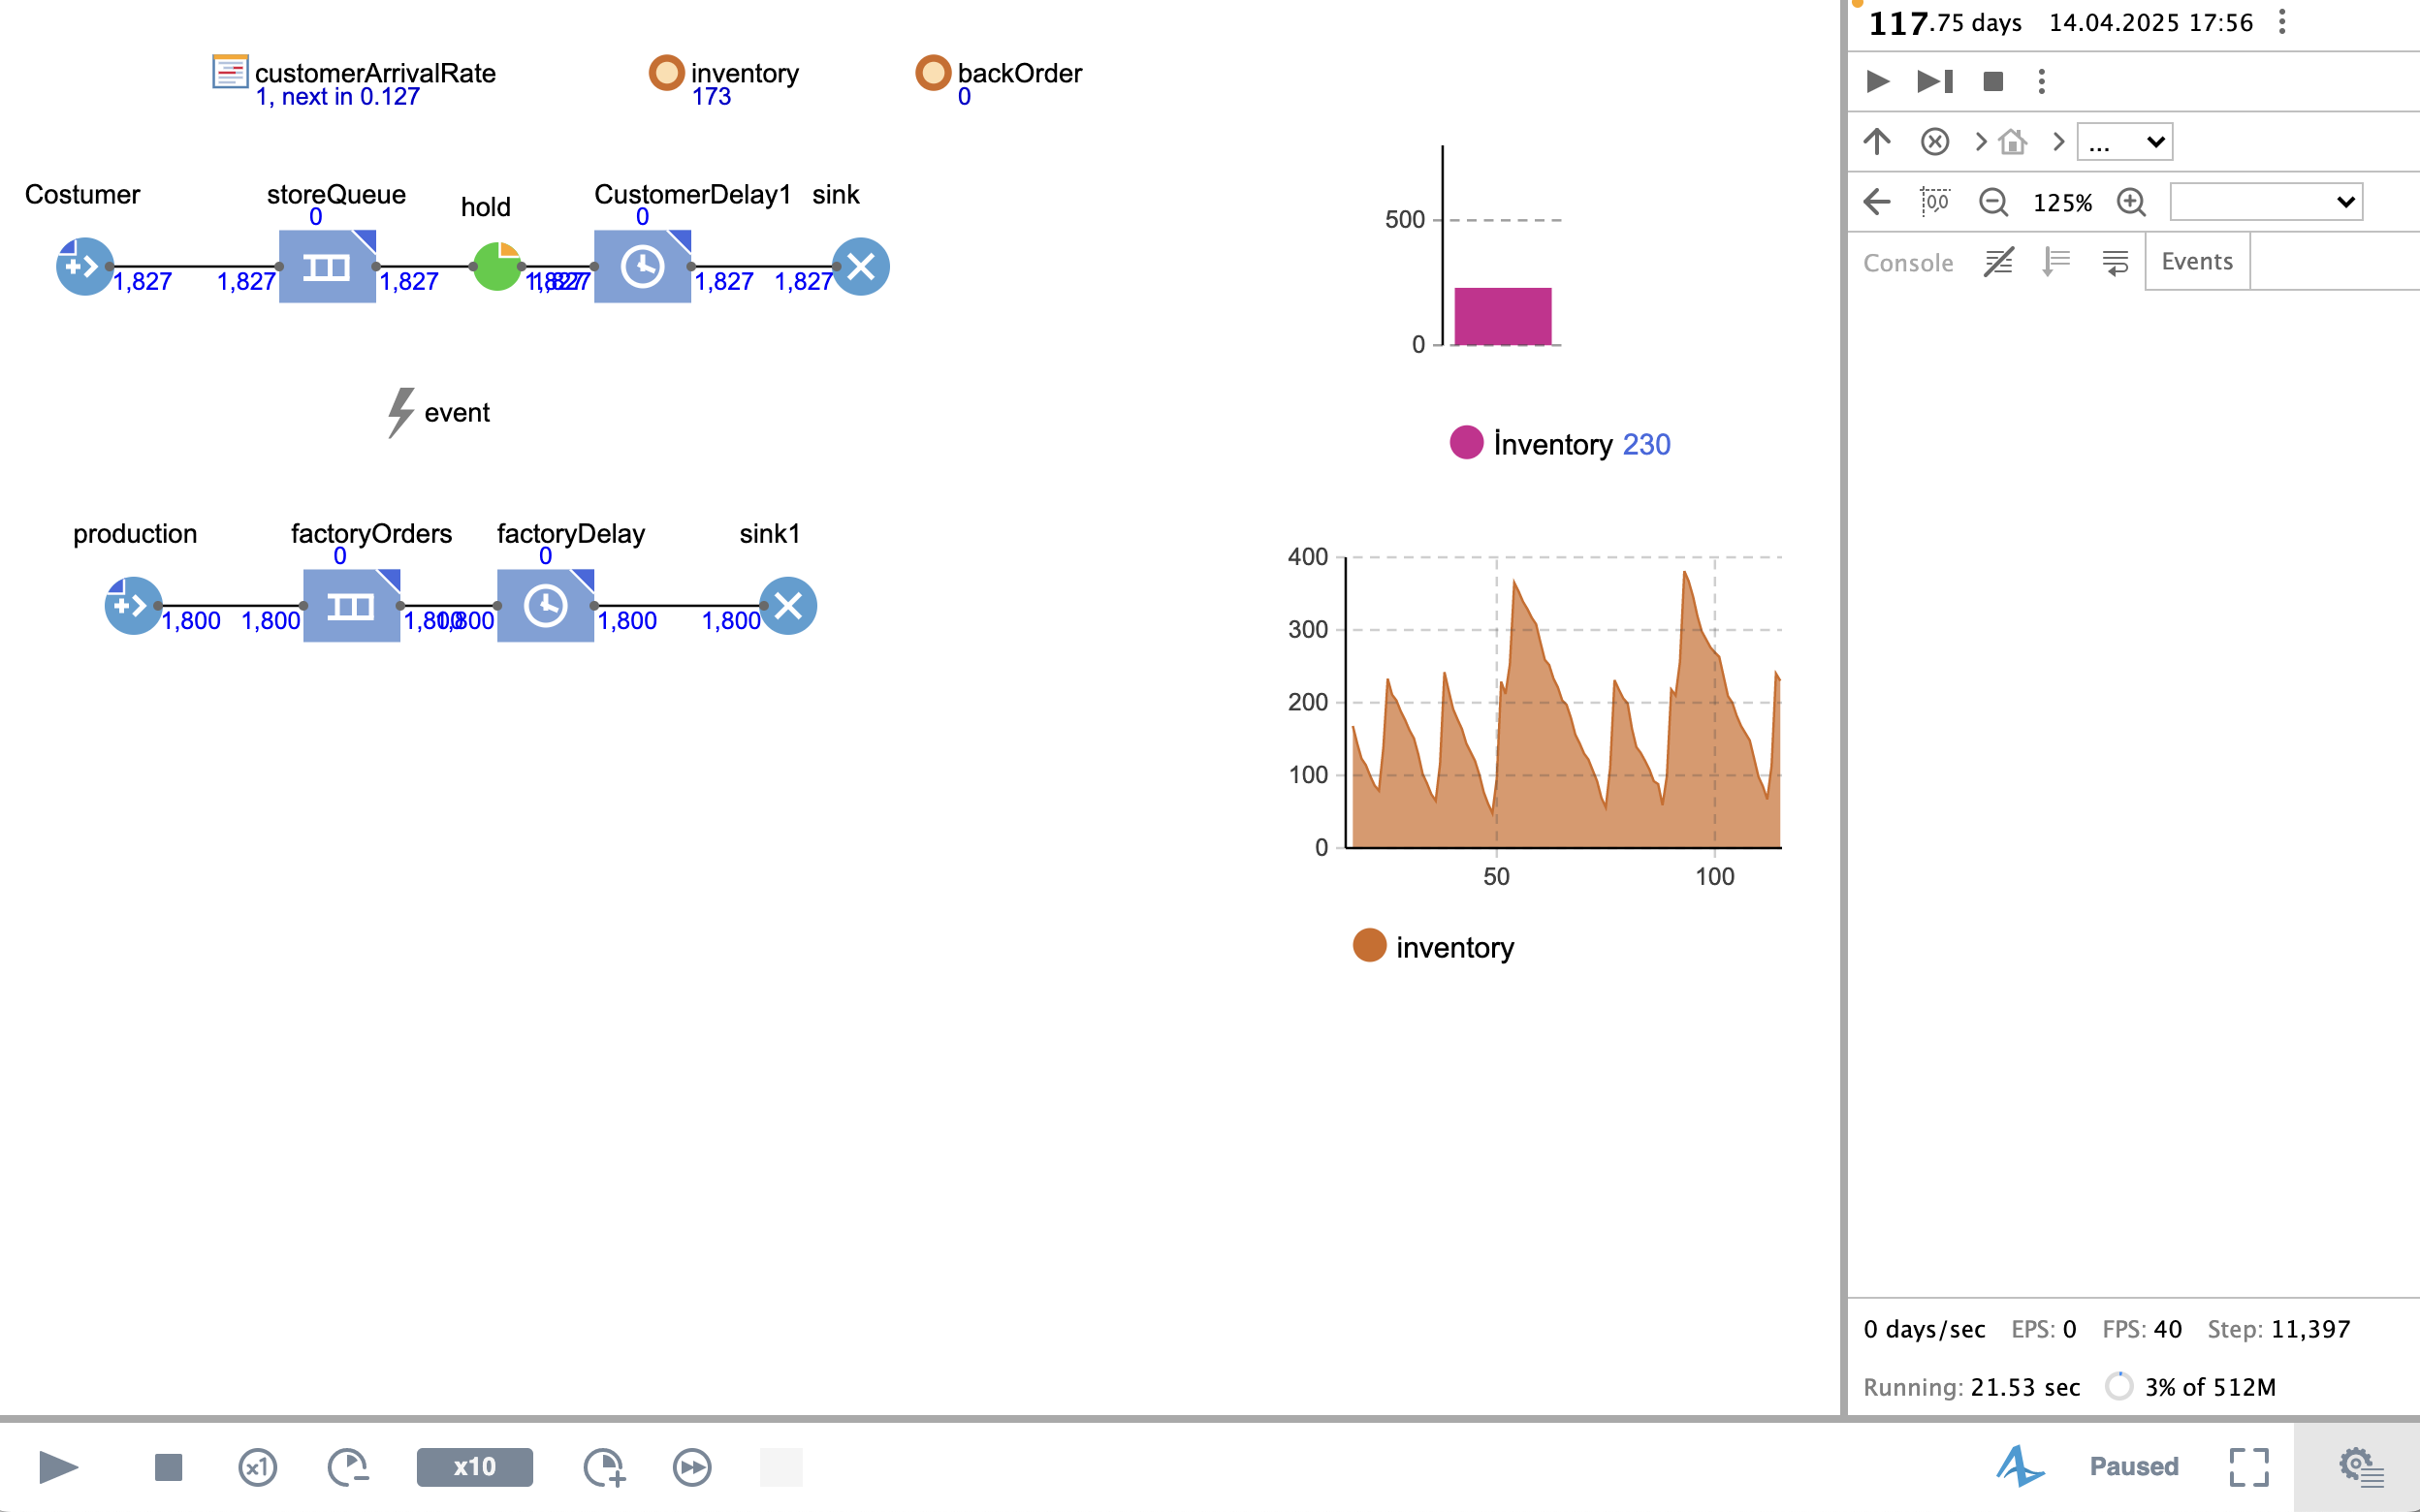 117.75 days 14.04.2025 17:56
customerArrivalRate
1, next in 0.127
inventory
173
backOrder
0
...
125%
Console
Events
Costumer
storeQueue
0
hold
CustomerDelay1
0
sink
1,827 1,827 1,827 1,827 1,827 1,827 1,827
event
500
0
İnventory 230
production
factoryOrders
0
factoryDelay
0
sink1
1,800 1,800 1,800 1,800 1,800 1,800
400
300
200
100
0
50 100
inventory
0 days/sec EPS: 0 FPS: 40 Step: 11,397
Running: 21.53 sec 3% of 512M
x1
x10
Paused